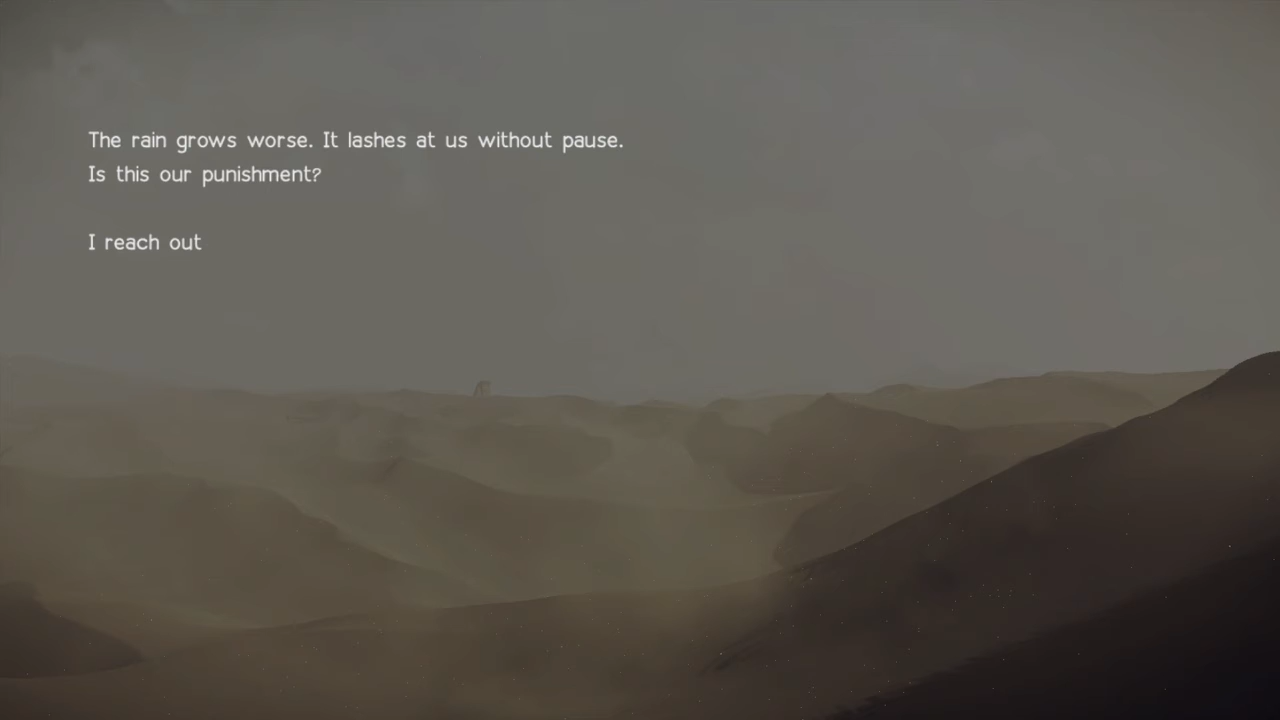 The rain grows worse. It lashes at us without pause.
Is this our punishment?
I reach out